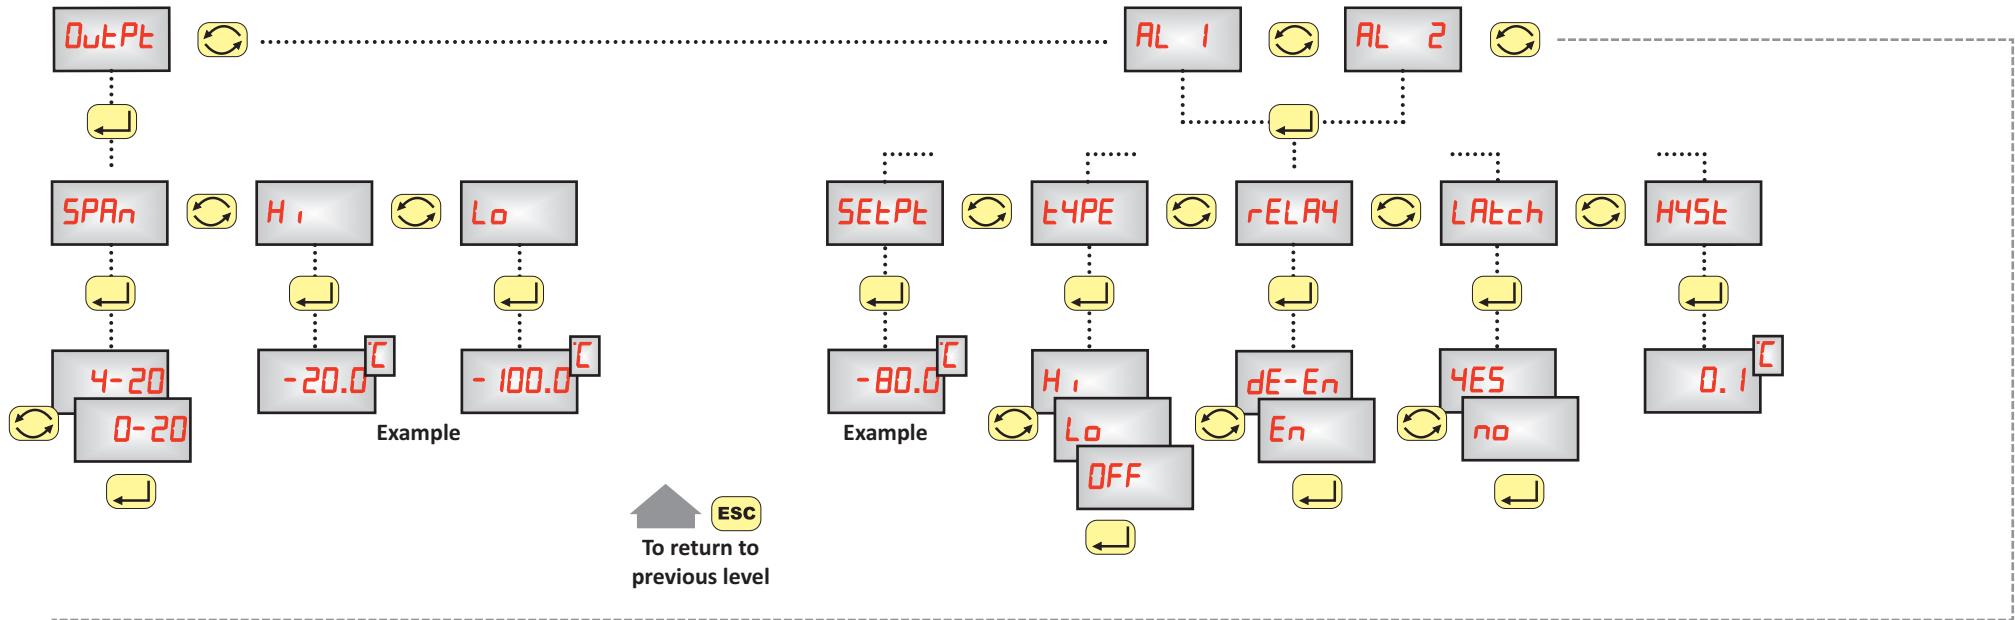 OutPt
AL 1
AL 2
SPAn
Hi
Lo
SEtPt
tYPE
rELAY
LAtch
HYSt
4-20
0-20
-20.0 °C
-100.0 °C
Example
-80.0 °C
Example
Hi
Lo
OFF
dE-En
En
YES
no
0.1 °C
ESC
To return to
previous level